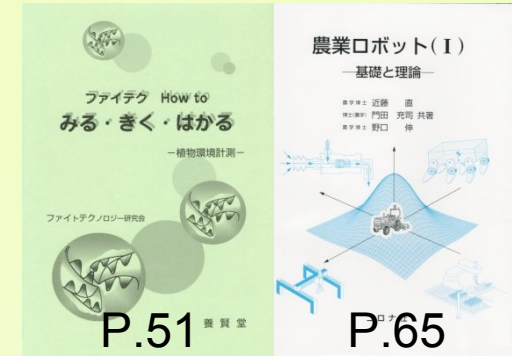 ファイテク How to
みる・きく・はかる
－植物環境計測－
ファイトテクノロジー研究会
養賢堂
P.51
農業ロボット(Ⅰ)
―基礎と理論―
農学博士 近藤 直
博士(農学) 門田 充司 共著
農学博士 野口 伸
P.65